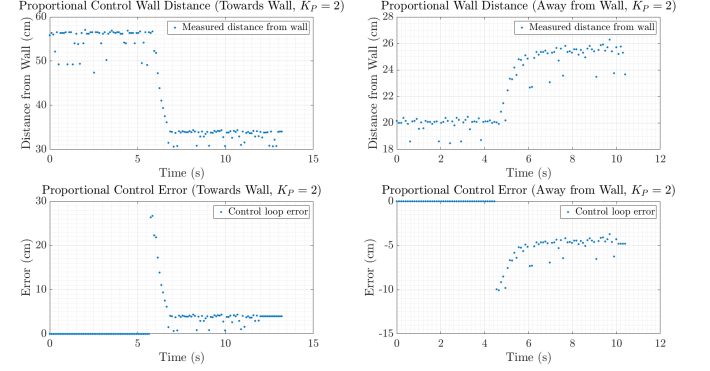 Proportional Control Wall Distance (Towards Wall, K_P = 2)
Distance from Wall (cm)
60
50
40
30
Measured distance from wall
0 5 10 15
Time (s)
Proportional Wall Distance (Away from Wall, K_P = 2)
Distance from Wall (cm)
28
26
24
22
20
18
Measured distance from wall
0 2 4 6 8 10 12
Time (s)
Proportional Control Error (Towards Wall, K_P = 2)
Error (cm)
30
20
10
0
Control loop error
0 5 10 15
Time (s)
Proportional Control Error (Away from Wall, K_P = 2)
Error (cm)
0
-5
-10
-15
Control loop error
0 2 4 6 8 10 12
Time (s)